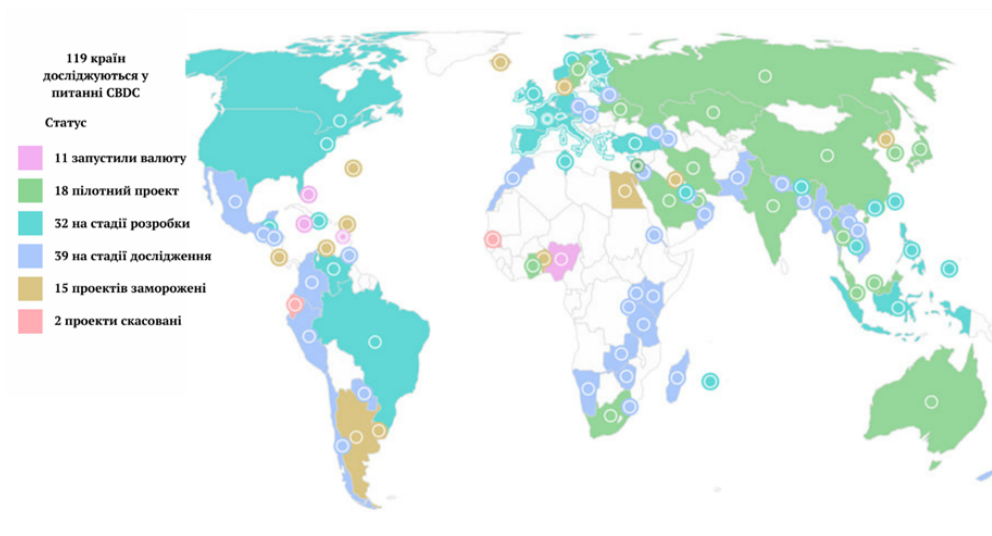 119 країн
досліджуються у
питанні CBDC
Статус
11 запустили валюту
18 пілотний проект
32 на стадії розробки
39 на стадії дослідження
15 проектів заморожені
2 проекти скасовані